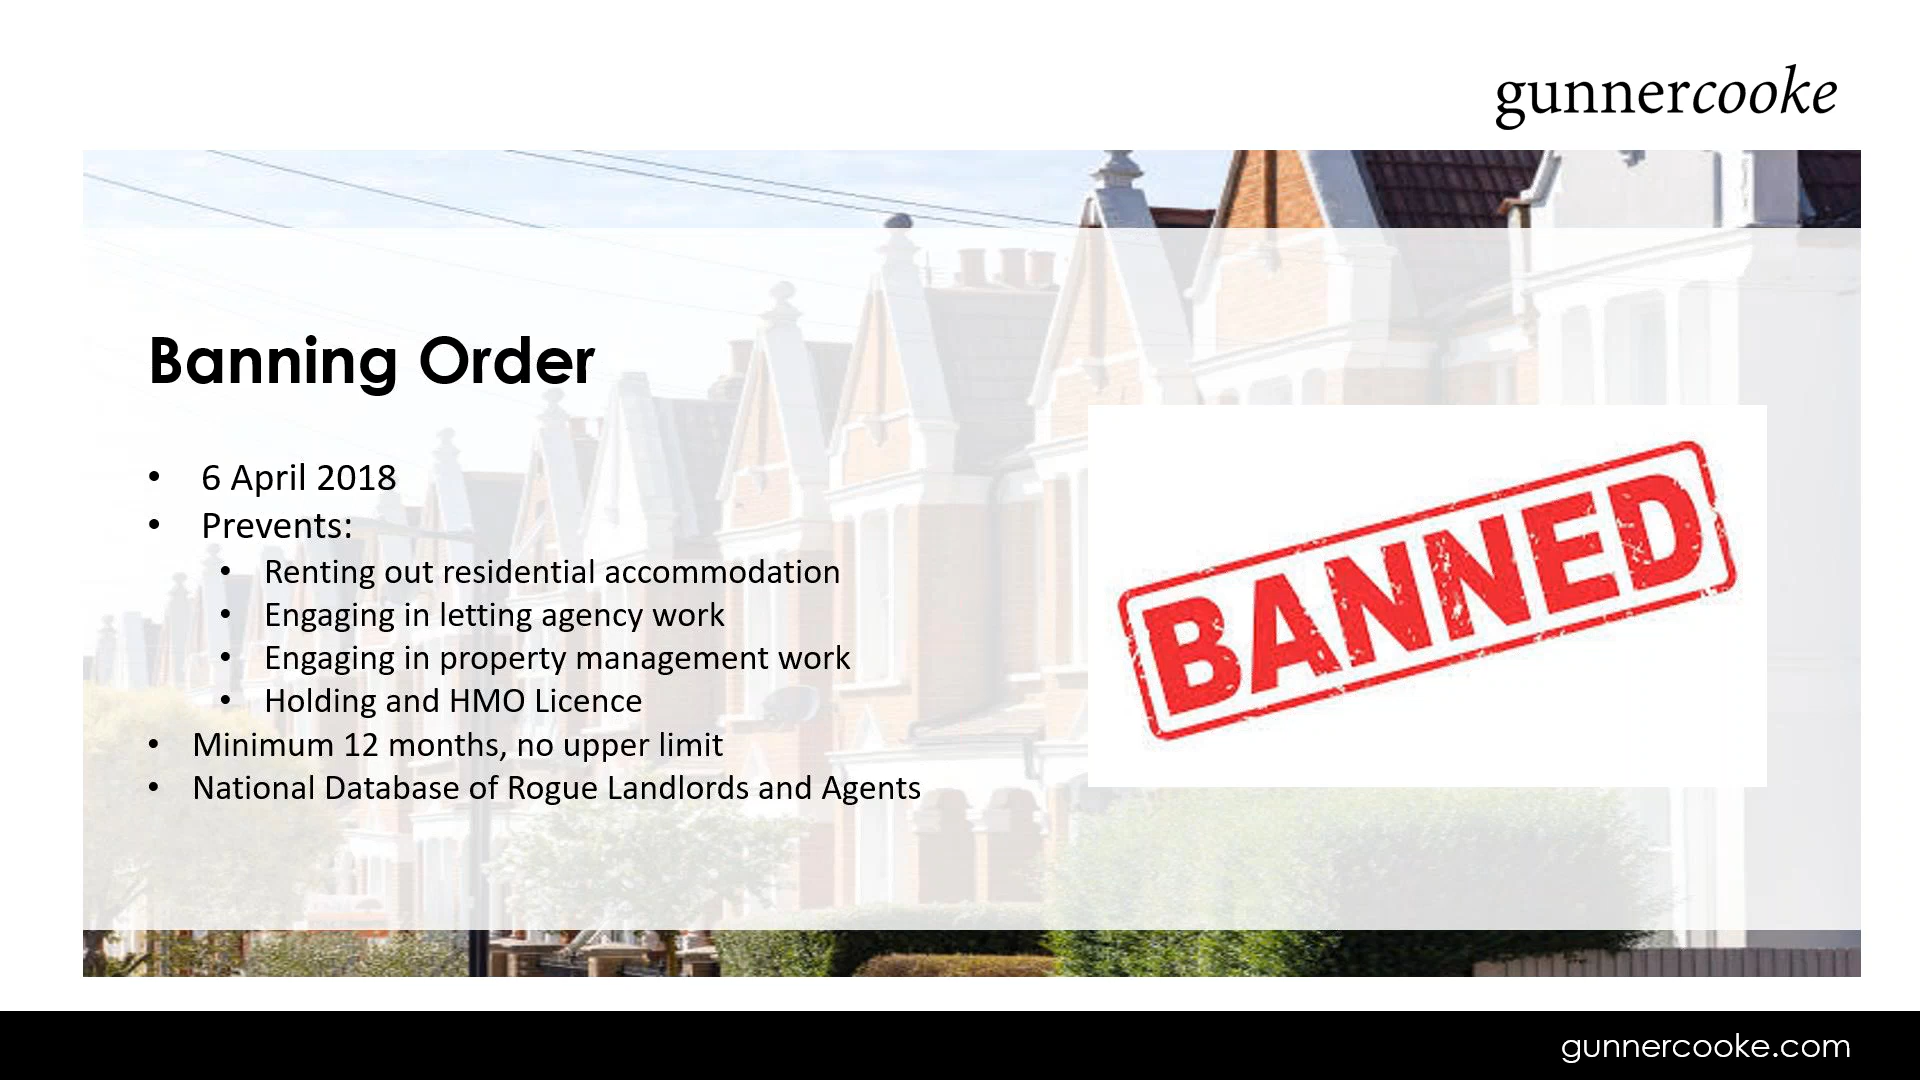 gunnercooke
Banning Order
• 6 April 2018
• Prevents:
• Renting out residential accommodation
• Engaging in letting agency work
• Engaging in property management work
• Holding and HMO Licence
• Minimum 12 months, no upper limit
• National Database of Rogue Landlords and Agents
BANNED
gunnercooke.com